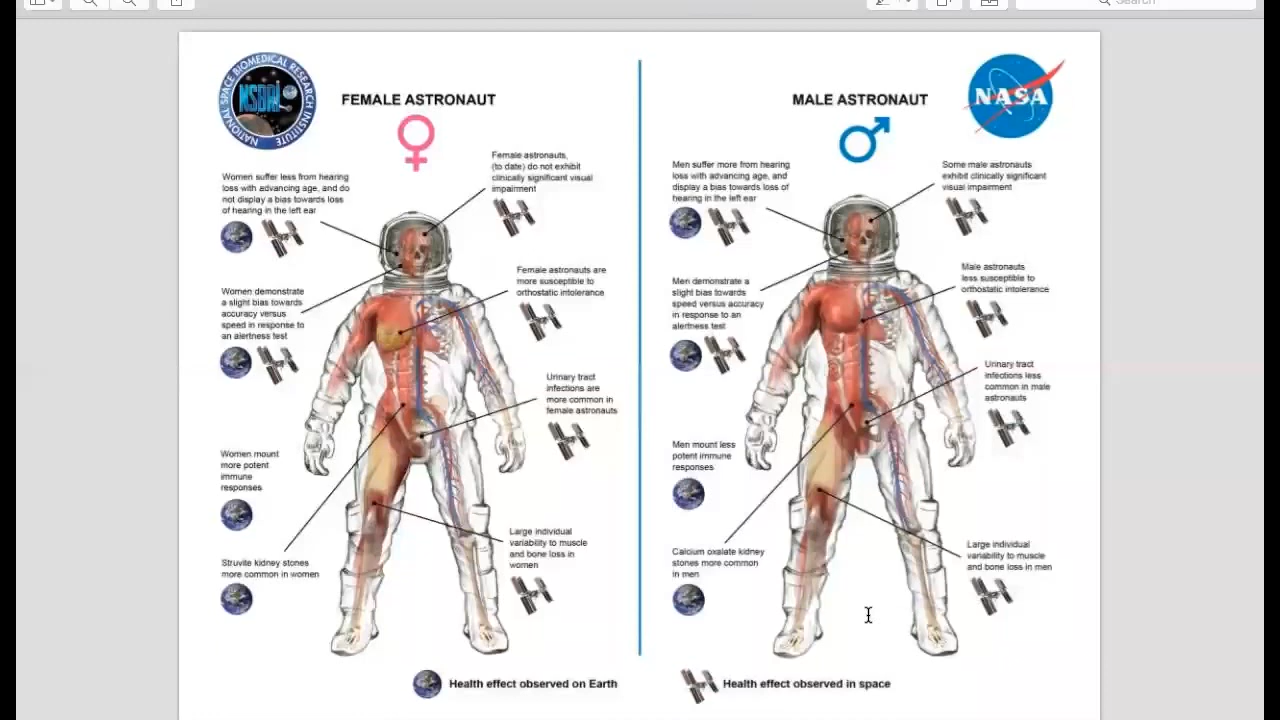 Search
NATIONAL SPACE BIOMEDICAL RESEARCH INSTITUTE
NSBRI
FEMALE ASTRONAUT
Women suffer less from hearing
loss with advancing age, and do
not display a bias towards loss
of hearing in the left ear
Female astronauts,
(to date) do not exhibit
clinically significant visual
impairment
Women demonstrate
a slight bias towards
accuracy versus
speed in response to
an alertness test
Female astronauts are
more susceptible to
orthostatic intolerance
Urinary tract
infections are
more common in
female astronauts
Women mount
more potent
immune
responses
Struvite kidney stones
more common in women
Large individual
variability to muscle
and bone loss in
women
MALE ASTRONAUT
NASA
Men suffer more from hearing
loss with advancing age, and
display a bias towards loss of
hearing in the left ear
Some male astronauts
exhibit clinically significant
visual impairment
Men demonstrate a
slight bias towards
speed versus accuracy
in response to an
alertness test
Male astronauts
less susceptible to
orthostatic intolerance
Urinary tract
infections less
common in male
astronauts
Men mount less
potent immune
responses
Calcium oxalate kidney
stones more common
in men
Large individual
variability to muscle
and bone loss in men
Health effect observed on Earth
Health effect observed in space